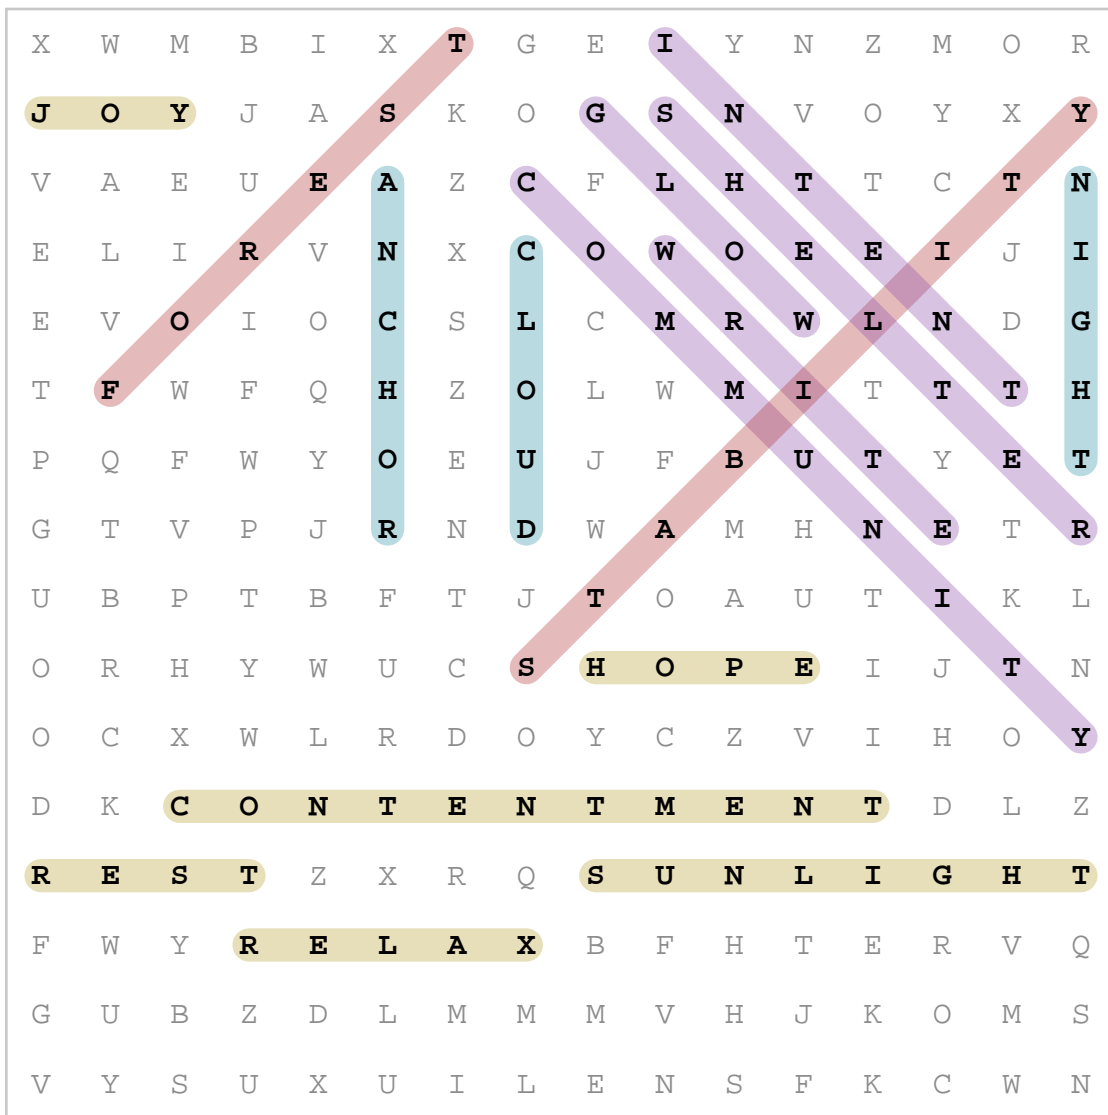 X W M B I X T G E I Y N Z M O R
J O Y J A S K O G S N V O Y X Y
V A E U E A Z C F L H T T C T N
E L I R V N X C O W O E E I J I
E V O I O C S L C M R W L N D G
T F W F Q H Z O L W M I T T T H
P Q F W Y O E U J F B U T Y E T
G T V P J R N D W A M H N E T R
U B P T B F T J T O A U T I K L
O R H Y W U C S H O P E I J T N
O C X W L R D O Y C Z V I H O Y
D K C O N T E N T M E N T D L Z
R E S T Z X R Q S U N L I G H T
F W Y R E L A X B F H T E R V Q
G U B Z D L M M M V H J K O M S
V Y S U X U I L E N S F K C W N